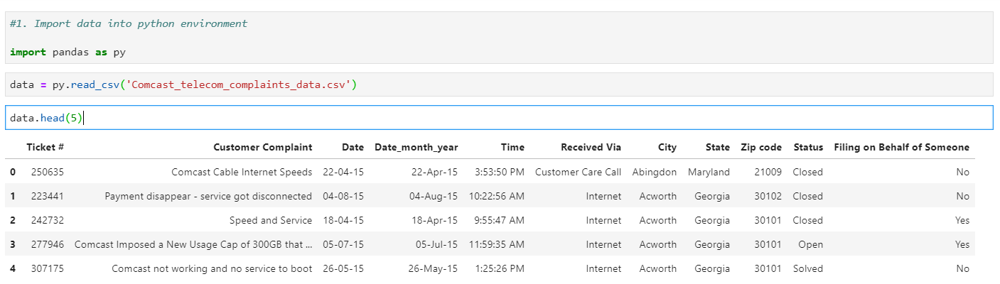 #1. Import data into python environment
import pandas as py
data = py.read_csv('Comcast_telecom_complaints_data.csv')
data.head(5)
Ticket # Customer Complaint Date Date_month_year Time Received Via City State Zip code Status Filing on Behalf of Someone
0 250635 Comcast Cable Internet Speeds 22-04-15 22-Apr-15 3:53:50 PM Customer Care Call Abingdon Maryland 21009 Closed No
1 223441 Payment disappear - service got disconnected 04-08-15 04-Aug-15 10:22:56 AM Internet Acworth Georgia 30102 Closed No
2 242732 Speed and Service 18-04-15 18-Apr-15 9:55:47 AM Internet Acworth Georgia 30101 Closed Yes
3 277946 Comcast Imposed a New Usage Cap of 300GB that ... 05-07-15 05-Jul-15 11:59:35 AM Internet Acworth Georgia 30101 Open Yes
4 307175 Comcast not working and no service to boot 26-05-15 26-May-15 1:25:26 PM Internet Acworth Georgia 30101 Solved No